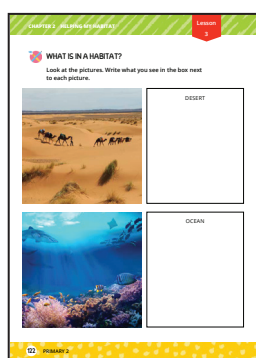 CHAPTER 2 HELPING MY HABITAT
Lesson
3
WHAT IS IN A HABITAT?
Look at the pictures. Write what you see in the box next
to each picture.
DESERT
OCEAN
122 PRIMARY 2